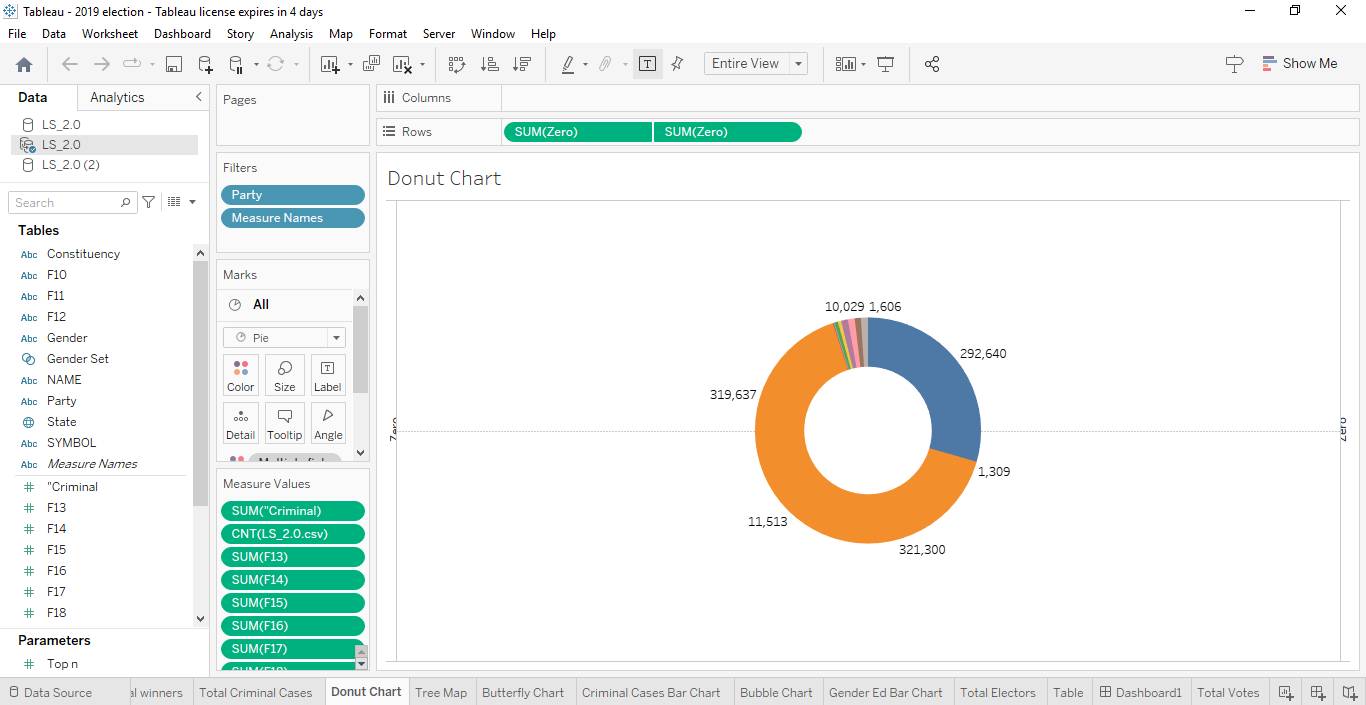 Tableau - 2019 election - Tableau license expires in 4 days
File Data Worksheet Dashboard Story Analysis Map Format Server Window Help
Entire View
Show Me
Data Analytics
LS_2.0
LS_2.0
LS_2.0 (2)
Search
Tables
Abc Constituency
Abc F10
Abc F11
Abc F12
Abc Gender
Gender Set
Abc NAME
Abc Party
State
Abc SYMBOL
Abc Measure Names
"Criminal
F13
F14
F15
F16
F17
F18
Parameters
Top n
Pages
Filters
Party
Measure Names
Marks
All
Pie
Color Size Label
Detail Tooltip Angle
Measure Values
SUM("Criminal)
CNT(LS_2.0.csv)
SUM(F13)
SUM(F14)
SUM(F15)
SUM(F16)
SUM(F17)
SUM(F18)
Columns
Rows SUM(Zero) SUM(Zero)
Donut Chart
10,029 1,606
292,640
319,637
Zero
Zero
1,309
11,513
321,300
Data Source al winners Total Criminal Cases Donut Chart Tree Map Butterfly Chart Criminal Cases Bar Chart Bubble Chart Gender Ed Bar Chart Total Electors Table Dashboard1 Total Votes